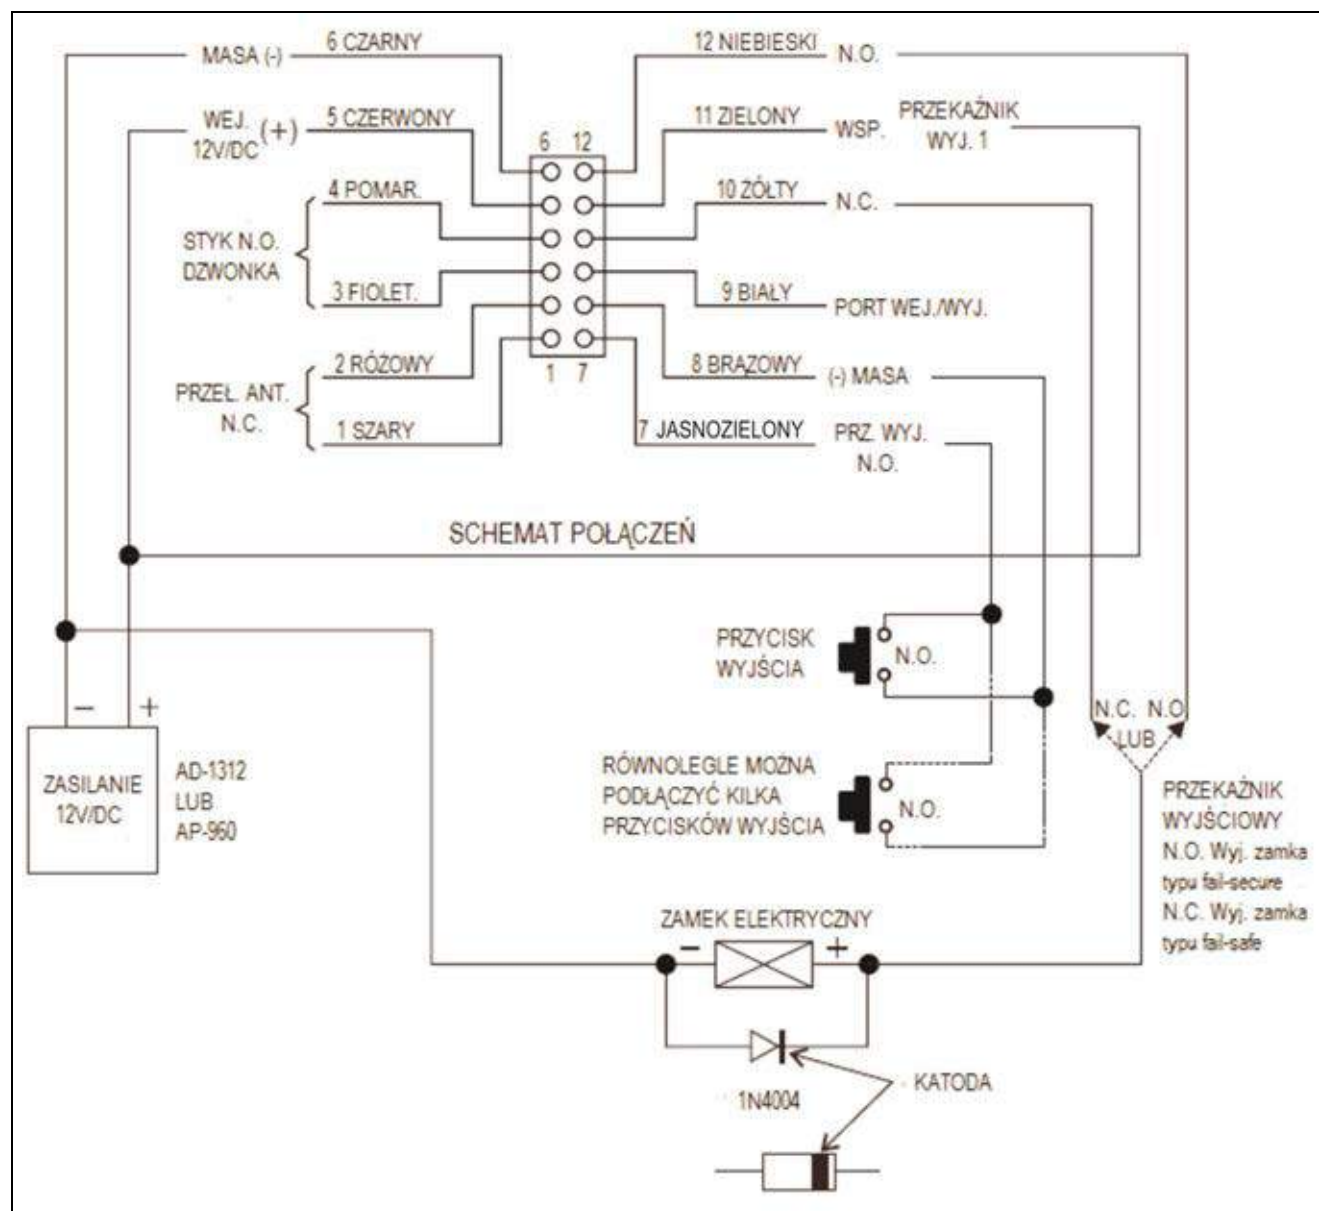 6 CZARNY
MASA (-)
WEJ.
12V/DC
(+)
5 CZERWONY
4 POMAR.
STYK N.O.
DZWONKA
3 FIOLET.
2 RÓŻOWY
PRZEŁ. ANT.
N.C.
1 SZARY
6 12
1 7
12 NIEBIESKI
N.O.
11 ZIELONY
WSP.
PRZEKAŹNIK
WYJ. 1
10 ŻÓŁTY
N.C.
9 BIAŁY
PORT WEJ./WYJ.
8 BRĄZOWY
(-) MASA
7 JASNOZIELONY
PRZ. WYJ.
N.O.
SCHEMAT POŁĄCZEŃ
PRZYCISK
WYJŚCIA
N.O.
N.C. N.O
LUB
− +
ZASILANIE
12V/DC
AD-1312
LUB
AP-960
RÓWNOLEGLE MOŻNA
PODŁĄCZYĆ KILKA
PRZYCISKÓW WYJŚCIA
N.O.
PRZEKAŹNIK
WYJŚCIOWY
N.O. Wyj. zamka
typu fail-secure
N.C. Wyj. zamka
typu fail-safe
ZAMEK ELEKTRYCZNY
− +
KATODA
1N4004